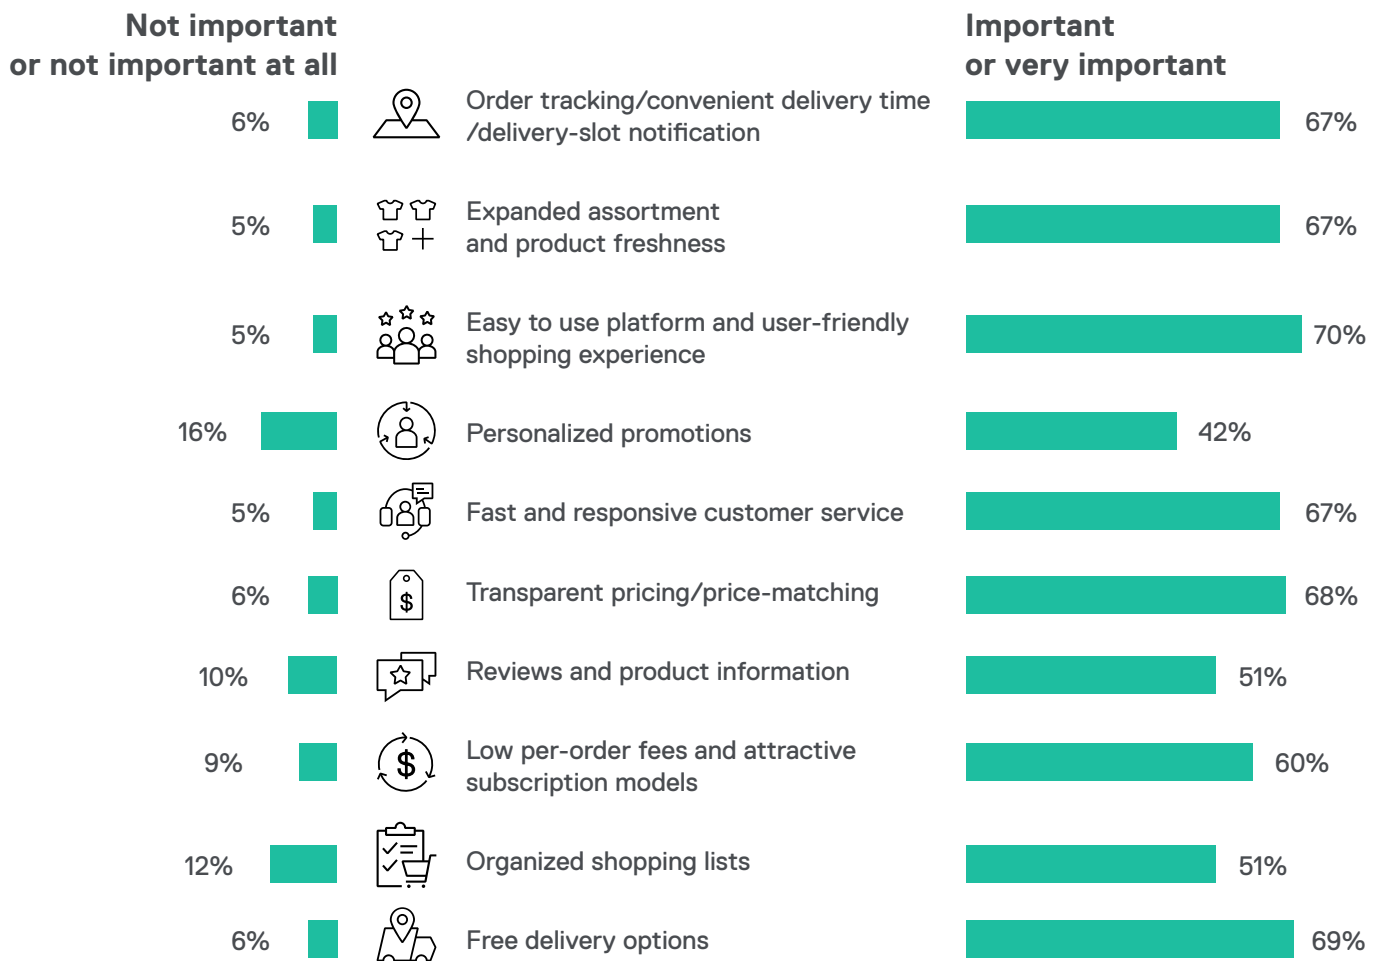 Not important
or not important at all
Important
or very important
6%
Order tracking/convenient delivery time
/delivery-slot notification
67%
5%
Expanded assortment
and product freshness
67%
5%
Easy to use platform and user-friendly
shopping experience
70%
16%
Personalized promotions
42%
5%
Fast and responsive customer service
67%
6%
$
Transparent pricing/price-matching
68%
10%
Reviews and product information
51%
9%
$
Low per-order fees and attractive
subscription models
60%
12%
Organized shopping lists
51%
6%
Free delivery options
69%